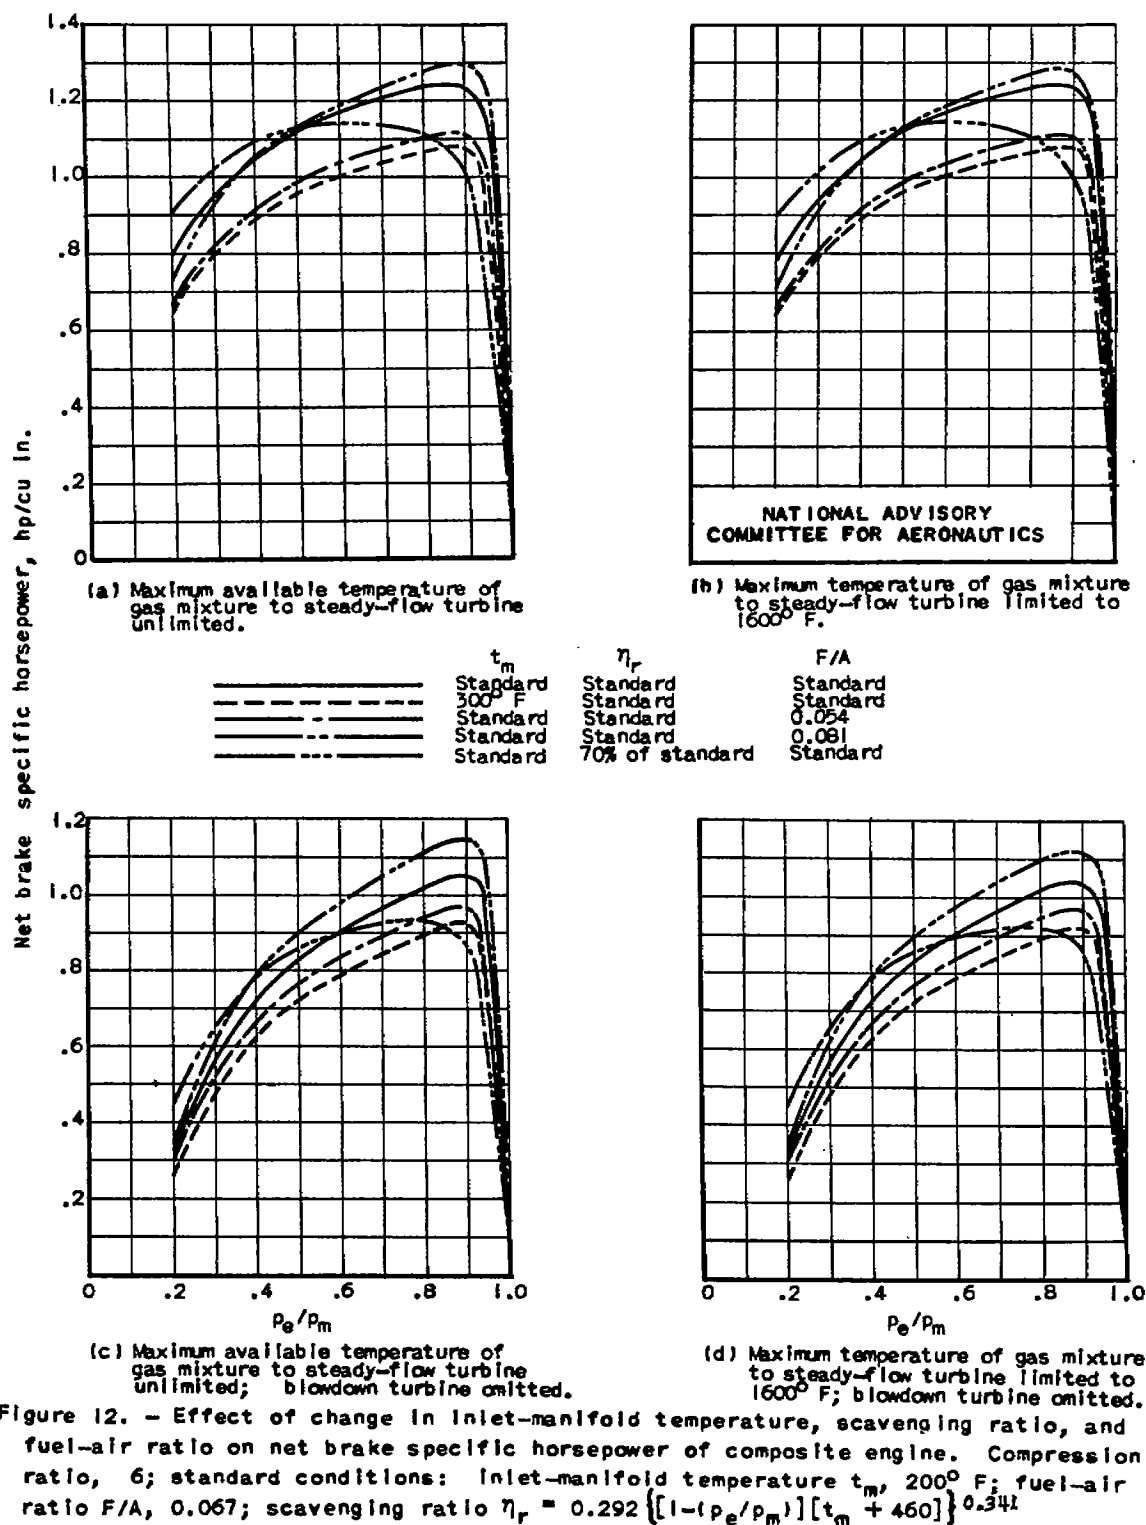 1.4
1.2
1.0
.8
.6
.4
.2
0
Net brake specific horsepower, hp/cu in.
(a) Maximum available temperature of
gas mixture to steady-flow turbine
unlimited.
NATIONAL ADVISORY
COMMITTEE FOR AERONAUTICS
(b) Maximum temperature of gas mixture
to steady-flow turbine limited to
1600° F.
t_m η_r F/A
Standard Standard Standard
300° F Standard Standard
Standard Standard 0.054
Standard Standard 0.081
Standard 70% of standard Standard
1.2
1.0
.8
.6
.4
.2
0 .2 .4 .6 .8 1.0
p_e/p_m
0 .2 .4 .6 .8 1.0
p_e/p_m
(c) Maximum available temperature of
gas mixture to steady-flow turbine
unlimited; blowdown turbine omitted.
(d) Maximum temperature of gas mixture
to steady-flow turbine limited to
1600° F; blowdown turbine omitted.
Figure 12. – Effect of change in inlet-manifold temperature, scavenging ratio, and
fuel-air ratio on net brake specific horsepower of composite engine. Compression
ratio, 6; standard conditions: inlet-manifold temperature t_m, 200° F; fuel-air
ratio F/A, 0.067; scavenging ratio η_r = 0.292 {[1-(p_e/p_m)][t_m + 460]}^0.341